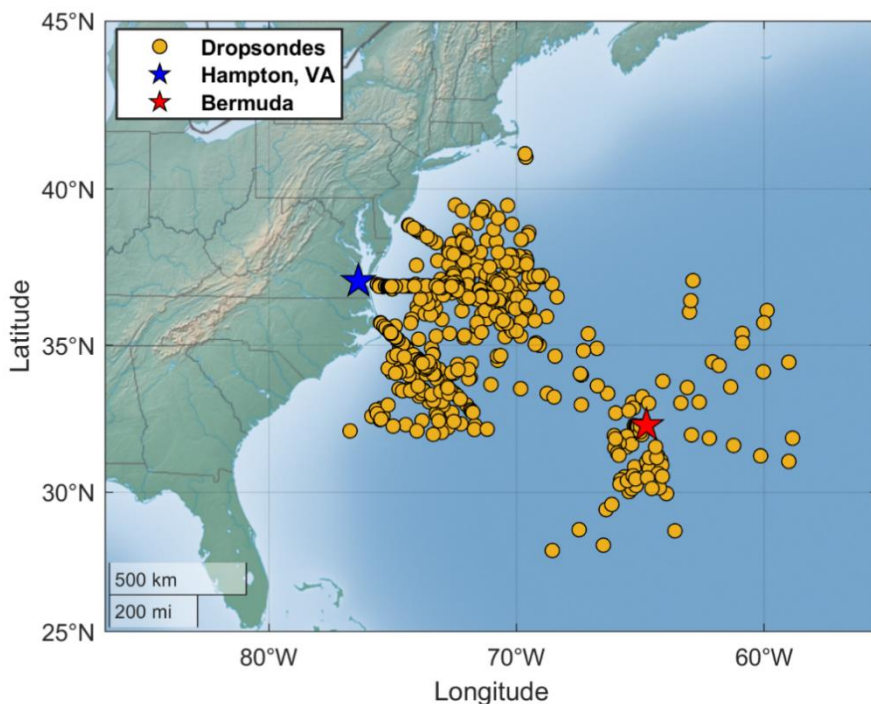 45°N
Dropsondes
Hampton, VA
Bermuda
40°N
35°N
Latitude
30°N
500 km
200 mi
25°N
80°W
70°W
60°W
Longitude